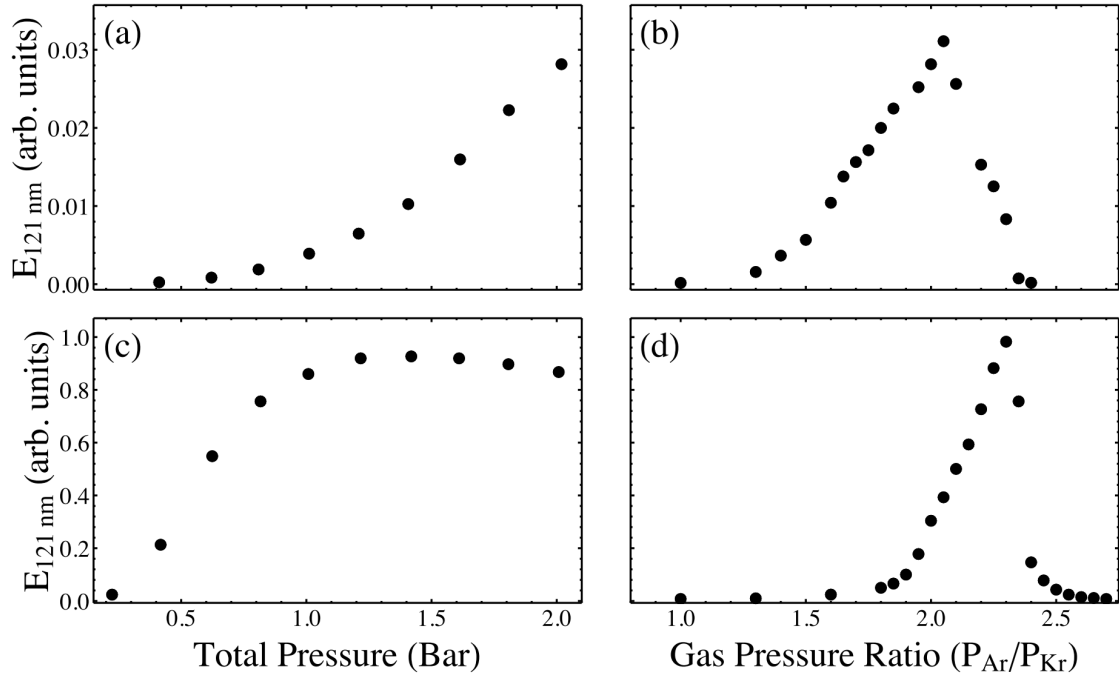 (a)
(b)
E121 nm (arb. units)
0.03
0.02
0.01
0.00
(c)
(d)
E121 nm (arb. units)
1.0
0.8
0.6
0.4
0.2
0.0
0.5 1.0 1.5 2.0
1.0 1.5 2.0 2.5
Total Pressure (Bar)
Gas Pressure Ratio (PAr/PKr)